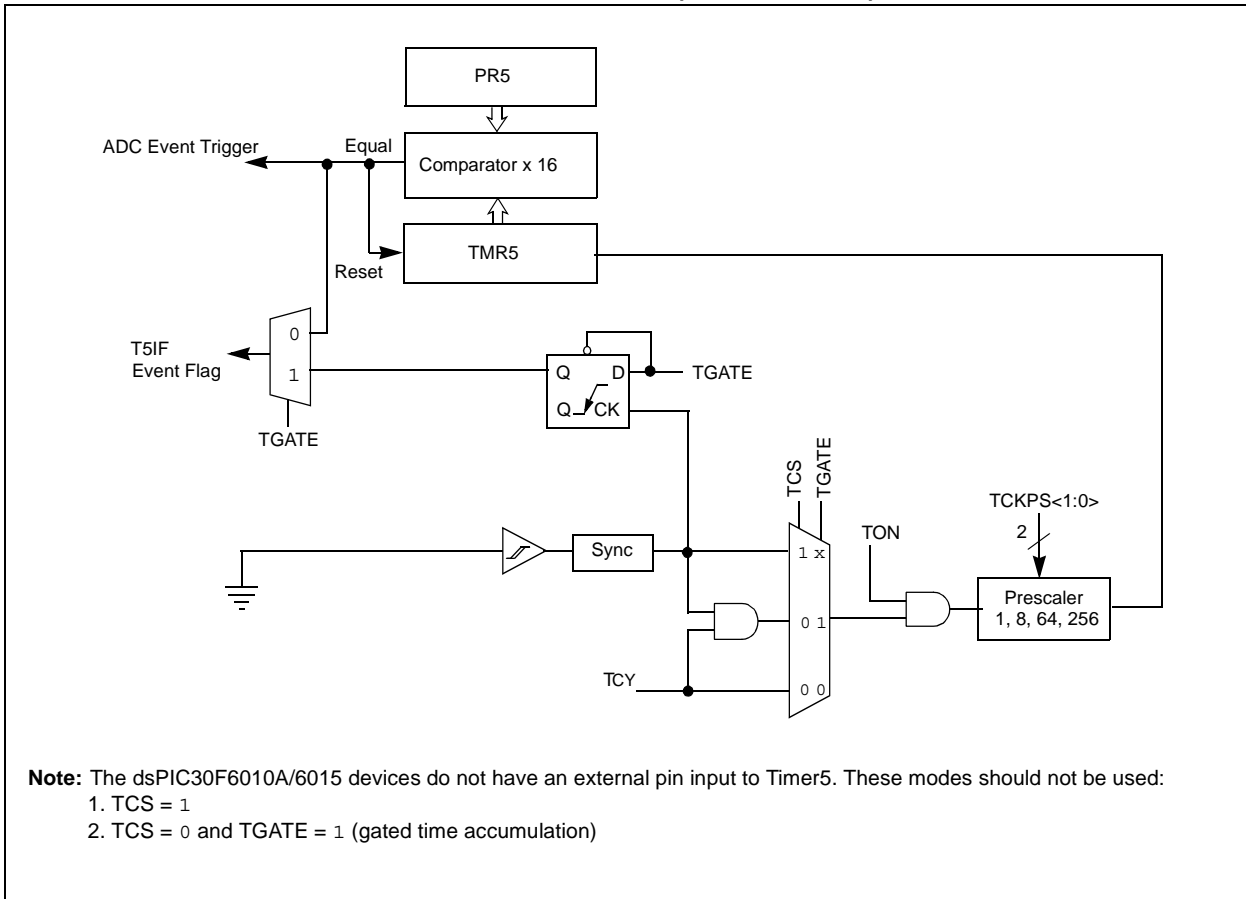 PR5
ADC Event Trigger
Equal
Comparator x 16
TMR5
Reset
0
T5IF
Event Flag
1
Q
D
TGATE
Q
CK
TGATE
TCS
TGATE
TCKPS<1:0>
2
TON
Sync
1 x
Prescaler
1, 8, 64, 256
0 1
TCY
0 0
Note: The dsPIC30F6010A/6015 devices do not have an external pin input to Timer5. These modes should not be used:
1. TCS = 1
2. TCS = 0 and TGATE = 1 (gated time accumulation)